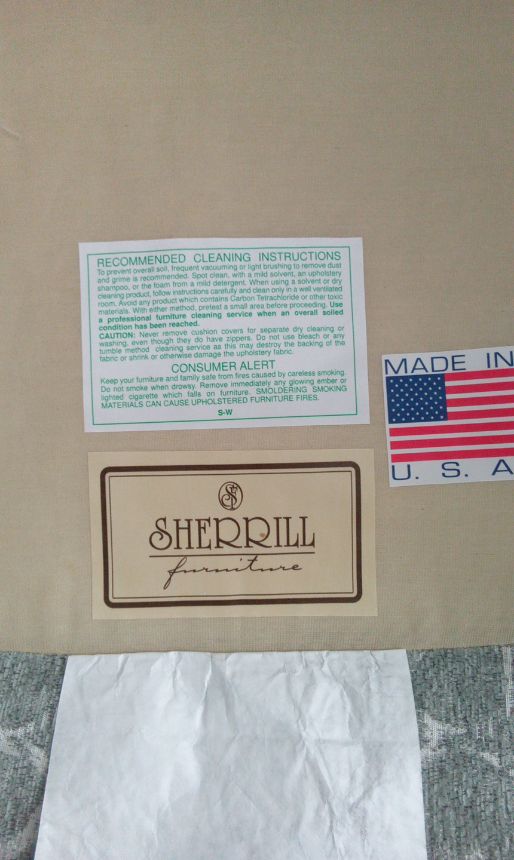 RECOMMENDED CLEANING INSTRUCTIONS
To prevent overall soil, frequent vacuuming or light brushing to remove dust
and grime is recommended. Spot clean, with a mild solvent, an upholstery
shampoo, or the foam from a mild detergent. When using a solvent or dry
cleaning product, follow instructions carefully and clean only in a well ventilated
room. Avoid any product which contains Carbon Tetrachloride or other toxic
materials. With either method, pretest a small area before proceeding. Use
a professional furniture cleaning service when an overall soiled
condition has been reached.
CAUTION: Never remove cushion covers for separate dry cleaning or
washing, even though they do have zippers. Do not use bleach or any
tumble method cleaning service as this may destroy the backing of the
fabric or shrink or otherwise damage the upholstery fabric.
CONSUMER ALERT
Keep your furniture and family safe from fires caused by careless smoking.
Do not smoke when drowsy. Remove immediately any glowing ember or
lighted cigarette which falls on furniture. SMOLDERING SMOKING
MATERIALS CAN CAUSE UPHOLSTERED FURNITURE FIRES.
S-W
MADE IN
U. S. A
SHERRILL
furniture